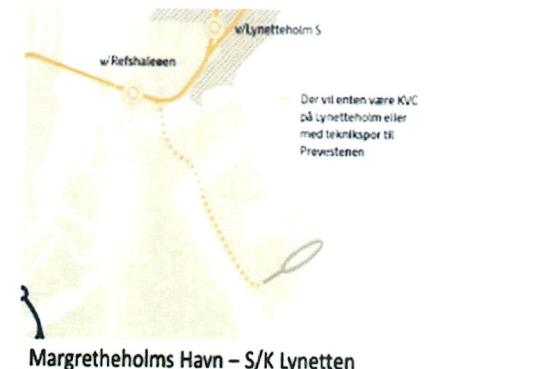 v/Lynetteholm S
v/Refshaleøen
Der vil enten være KVC
på Lynetteholm eller
med teknikspor til
Prøvestenen
Margretheholms Havn – S/K Lynetten